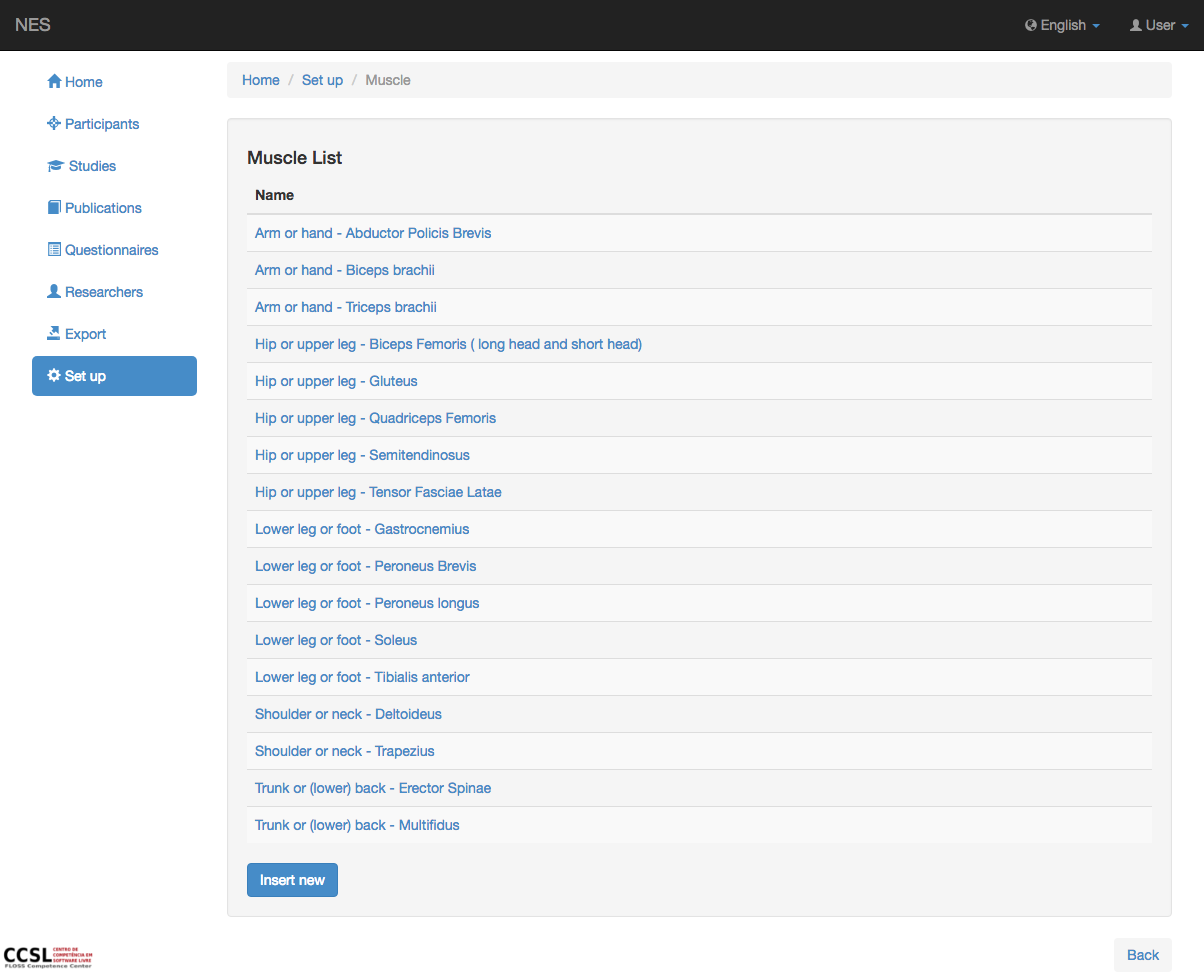 NES
English
User
Home
Participants
Studies
Publications
Questionnaires
Researchers
Export
Set up
Home / Set up / Muscle
Muscle List
Name
Arm or hand - Abductor Policis Brevis
Arm or hand - Biceps brachii
Arm or hand - Triceps brachii
Hip or upper leg - Biceps Femoris ( long head and short head)
Hip or upper leg - Gluteus
Hip or upper leg - Quadriceps Femoris
Hip or upper leg - Semitendinosus
Hip or upper leg - Tensor Fasciae Latae
Lower leg or foot - Gastrocnemius
Lower leg or foot - Peroneus Brevis
Lower leg or foot - Peroneus longus
Lower leg or foot - Soleus
Lower leg or foot - Tibialis anterior
Shoulder or neck - Deltoideus
Shoulder or neck - Trapezius
Trunk or (lower) back - Erector Spinae
Trunk or (lower) back - Multifidus
Insert new
CCSL
CENTRO DE
COMPETÊNCIA EM
SOFTWARE LIVRE
FLOSS Competence Center
Back